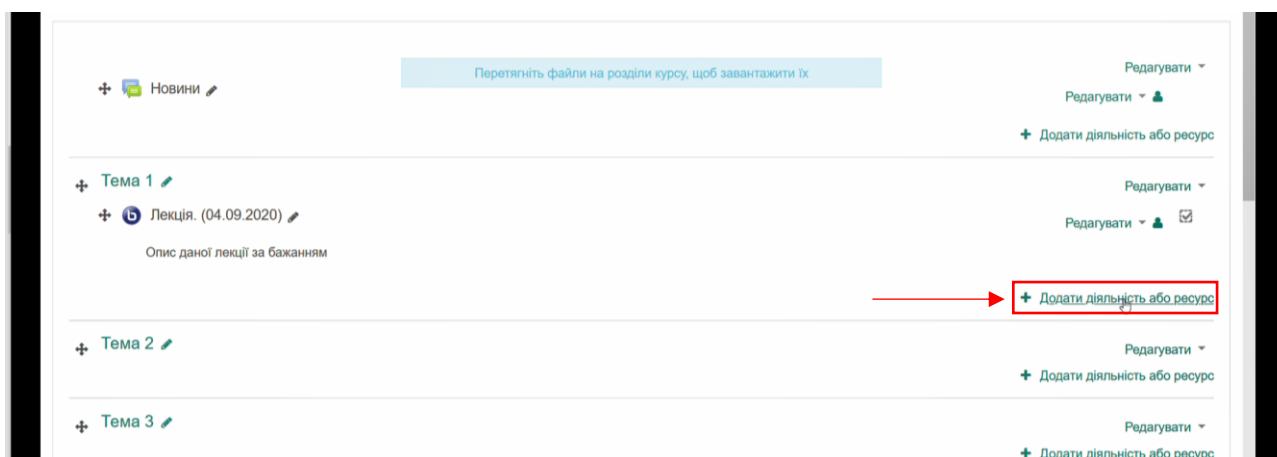 Перетягніть файли на розділи курсу, щоб завантажити їх
Редагувати
Новини
Редагувати
Додати діяльність або ресурс
Тема 1
Редагувати
Лекція. (04.09.2020)
Редагувати
Опис даної лекції за бажанням
Додати діяльність або ресурс
Тема 2
Редагувати
Додати діяльність або ресурс
Тема 3
Редагувати
Додати діяльність або ресурс